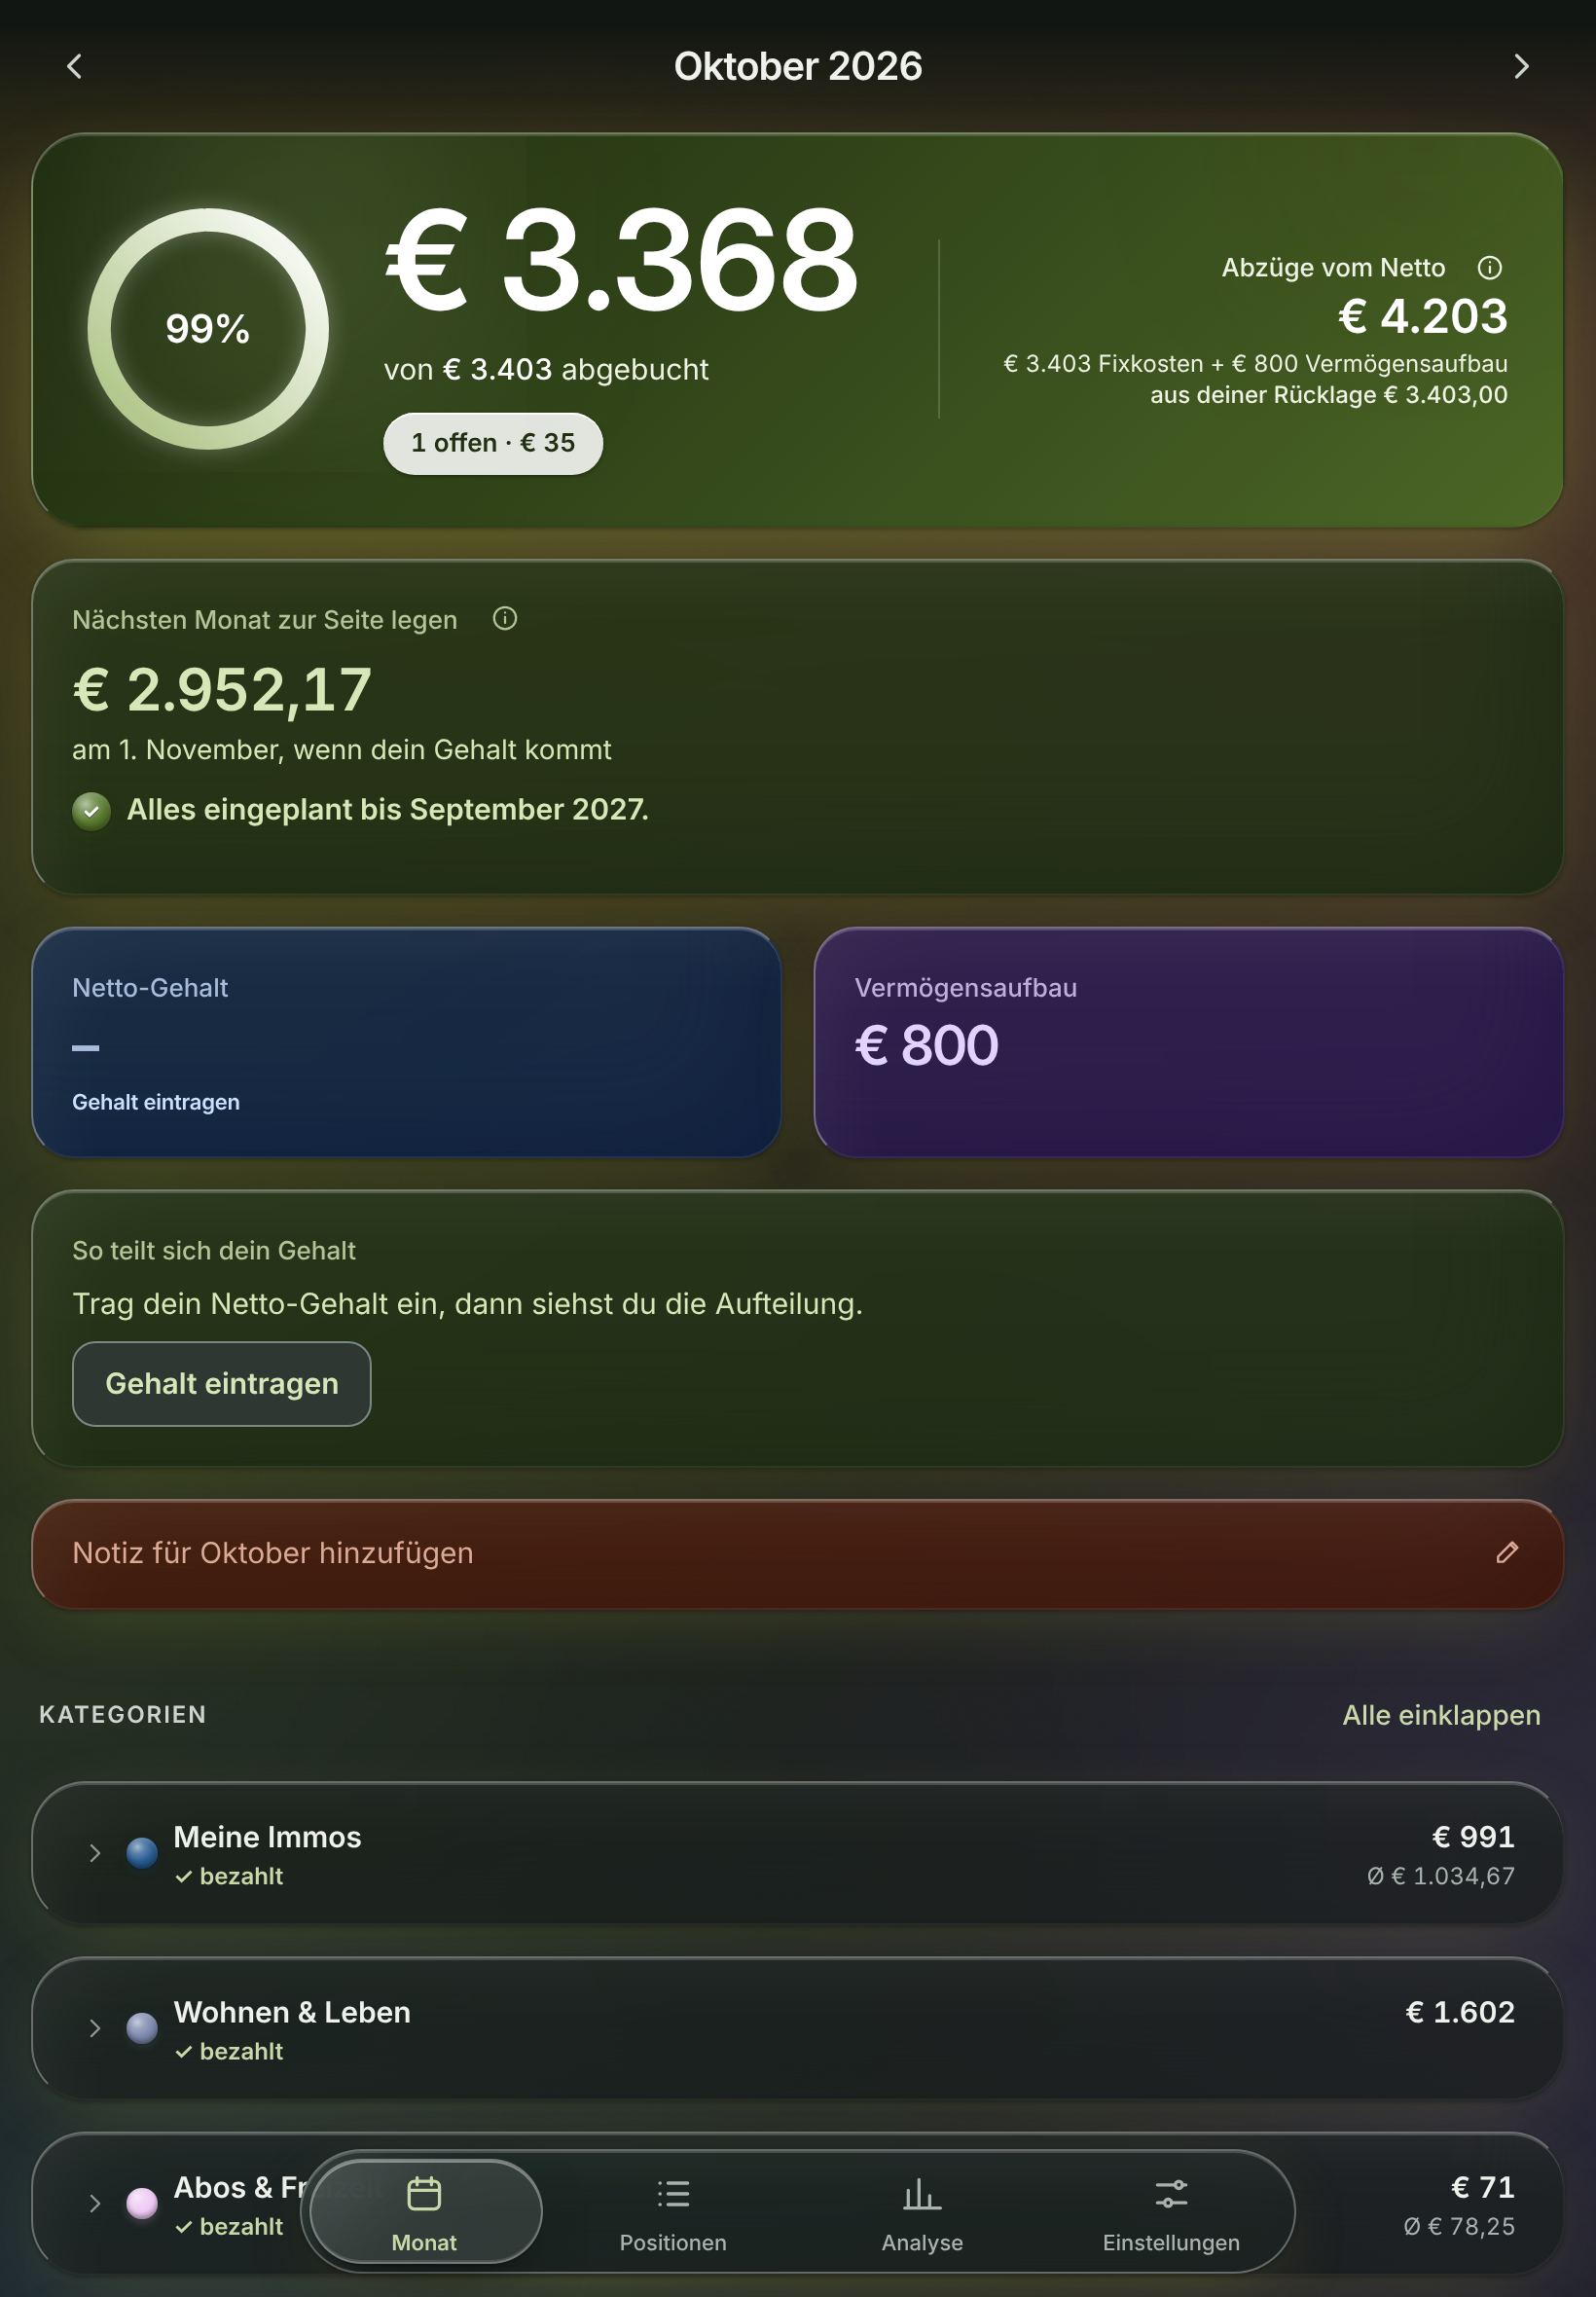 Oktober 2026
99%
€ 3.368
von € 3.403 abgebucht
1 offen · € 35
Abzüge vom Netto
€ 4.203
€ 3.403 Fixkosten + € 800 Vermögensaufbau
aus deiner Rücklage € 3.403,00
Nächsten Monat zur Seite legen
€ 2.952,17
am 1. November, wenn dein Gehalt kommt
Alles eingeplant bis September 2027.
Netto-Gehalt
–
Gehalt eintragen
Vermögensaufbau
€ 800
So teilt sich dein Gehalt
Trag dein Netto-Gehalt ein, dann siehst du die Aufteilung.
Gehalt eintragen
Notiz für Oktober hinzufügen
KATEGORIEN
Alle einklappen
Meine Immos
€ 991
✓ bezahlt
Ø € 1.034,67
Wohnen & Leben
€ 1.602
✓ bezahlt
Abos &
€ 71
✓ bezahlt
Ø € 78,25
Monat
Positionen
Analyse
Einstellungen